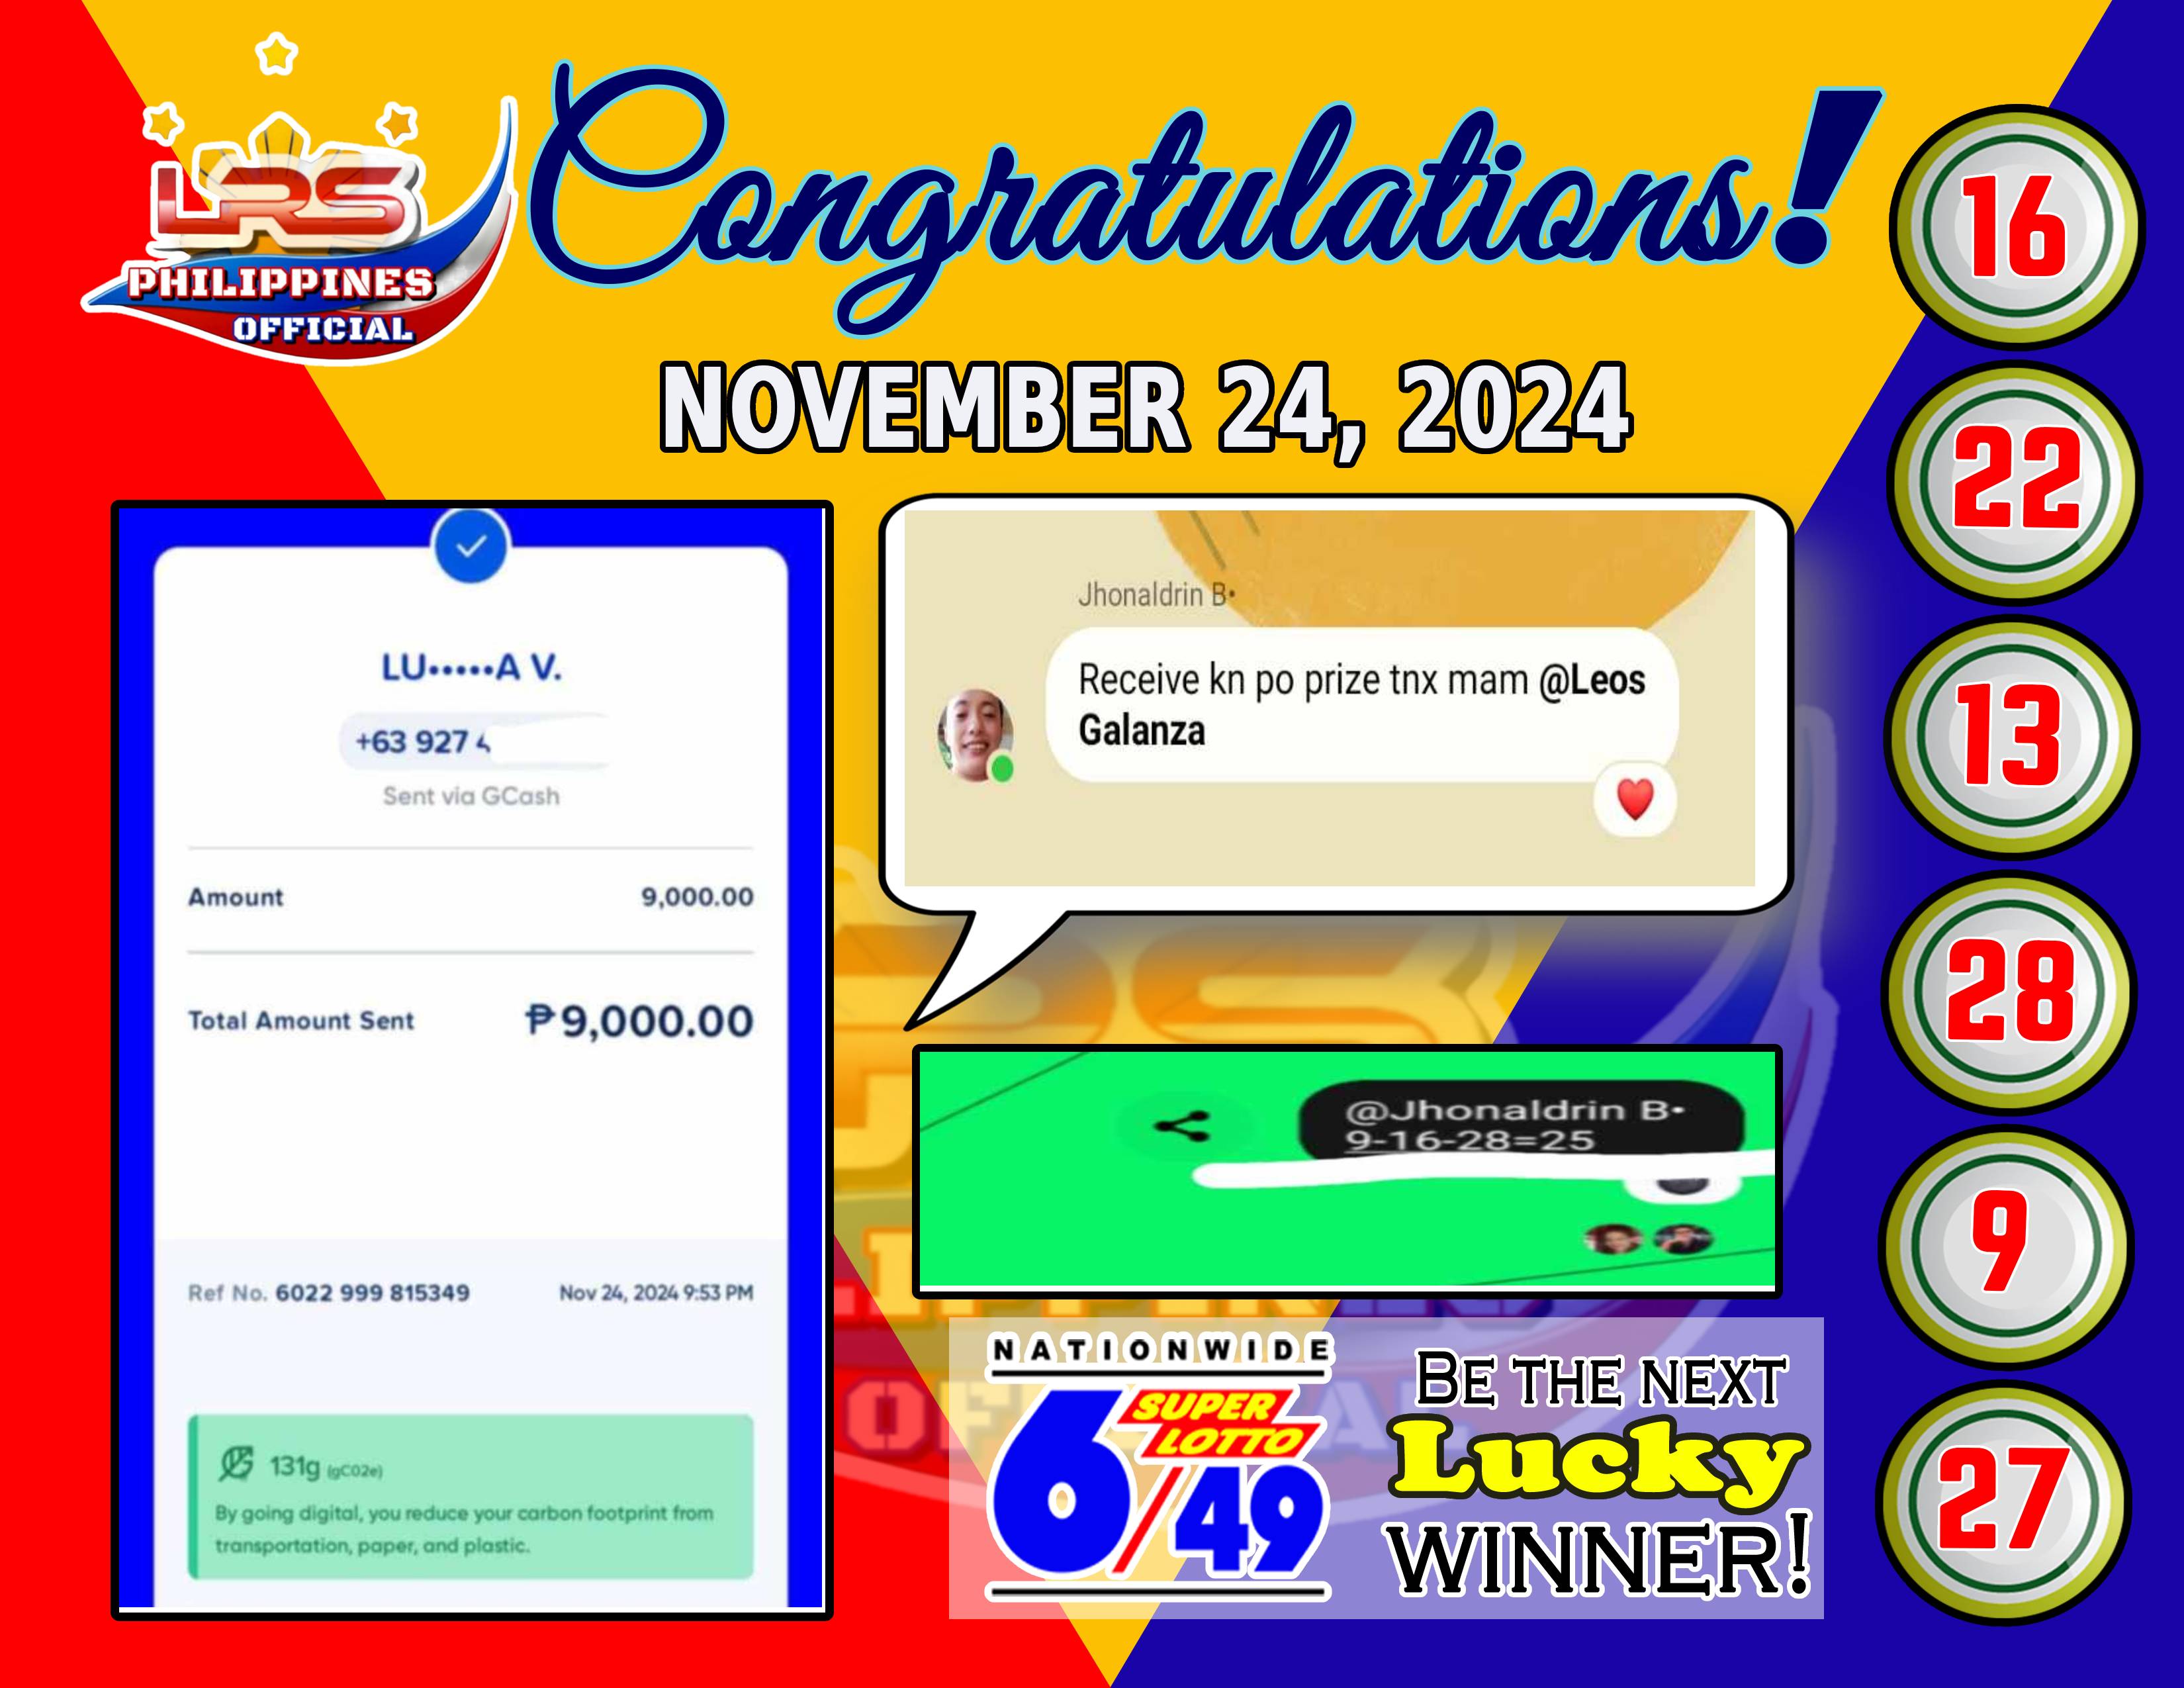 LRS
PHILIPPINES
OFFICIAL
Congratulations!
NOVEMBER 24, 2024
LU•••••A V.
+63 927
Sent via GCash
Amount 9,000.00
Total Amount Sent ₱9,000.00
Ref No. 6022 999 815349 Nov 24, 2024 9:53 PM
131g (gC02e)
By going digital, you reduce your carbon footprint from
transportation, paper, and plastic.
Jhonaldrin B•
Receive kn po prize tnx mam @Leos
Galanza
@Jhonaldrin B•
9-16-28=25
NATIONWIDE
SUPER
LOTTO
6/49
BE THE NEXT
Lucky
WINNER!
16
22
13
28
9
27